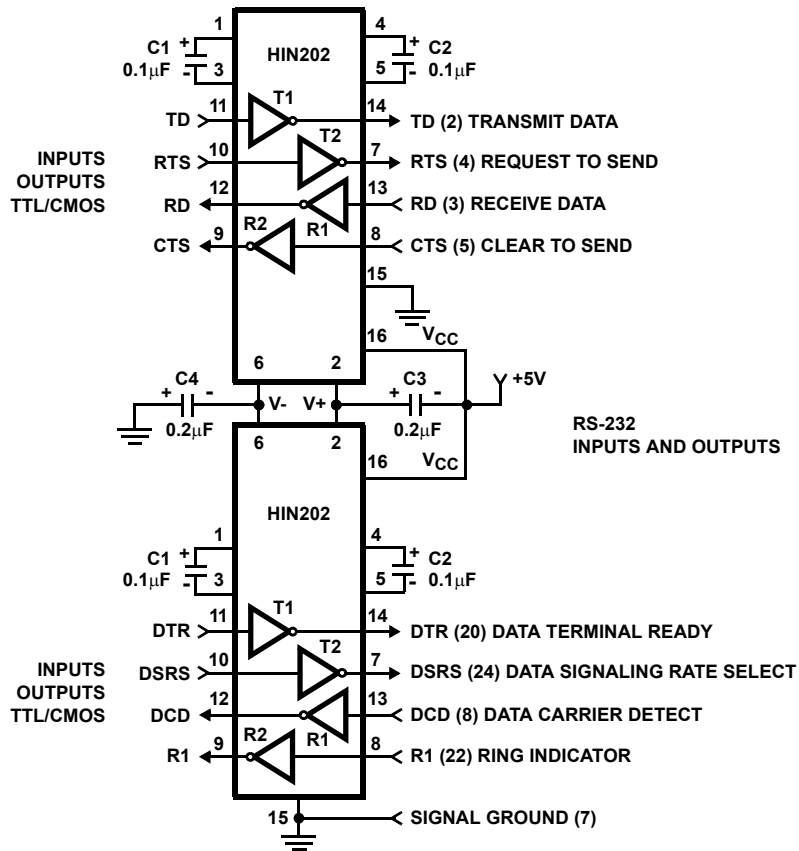 1
HIN202
4
C1 + + C2
0.1µF - 3 5 - 0.1µF
11 T1 14
TD TD (2) TRANSMIT DATA
10 T2 7
RTS RTS (4) REQUEST TO SEND
INPUTS
OUTPUTS
TTL/CMOS
12 13
RD R1 RD (3) RECEIVE DATA
9 R2 8
CTS CTS (5) CLEAR TO SEND
15
16 VCC
6 2
C4 C3 +5V
+ - V- V+ + -
0.2µF 0.2µF
RS-232
INPUTS AND OUTPUTS
6 2
16 VCC
HIN202
1 4
C1 + + C2
0.1µF - 3 5 - 0.1µF
11 T1 14
DTR DTR (20) DATA TERMINAL READY
10 T2 7
DSRS DSRS (24) DATA SIGNALING RATE SELECT
INPUTS
OUTPUTS
TTL/CMOS
12 13
DCD R1 DCD (8) DATA CARRIER DETECT
9 R2 8
R1 R1 (22) RING INDICATOR
15 SIGNAL GROUND (7)